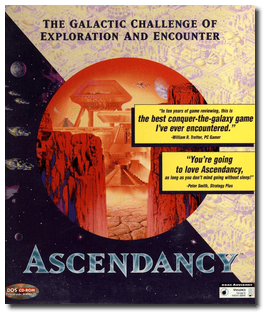 THE GALACTIC CHALLENGE OF
EXPLORATION AND ENCOUNTER
"In ten years of game reviewing, this is
the best conquer-the-galaxy game
I've ever encountered."
-William R. Trotter, PC Gamer
"You're going
to love Ascendancy,
as long as you don't mind going without sleep!"
-Peter Smith, Strategy Plus
ASCENDANCY
DOS CD-ROM